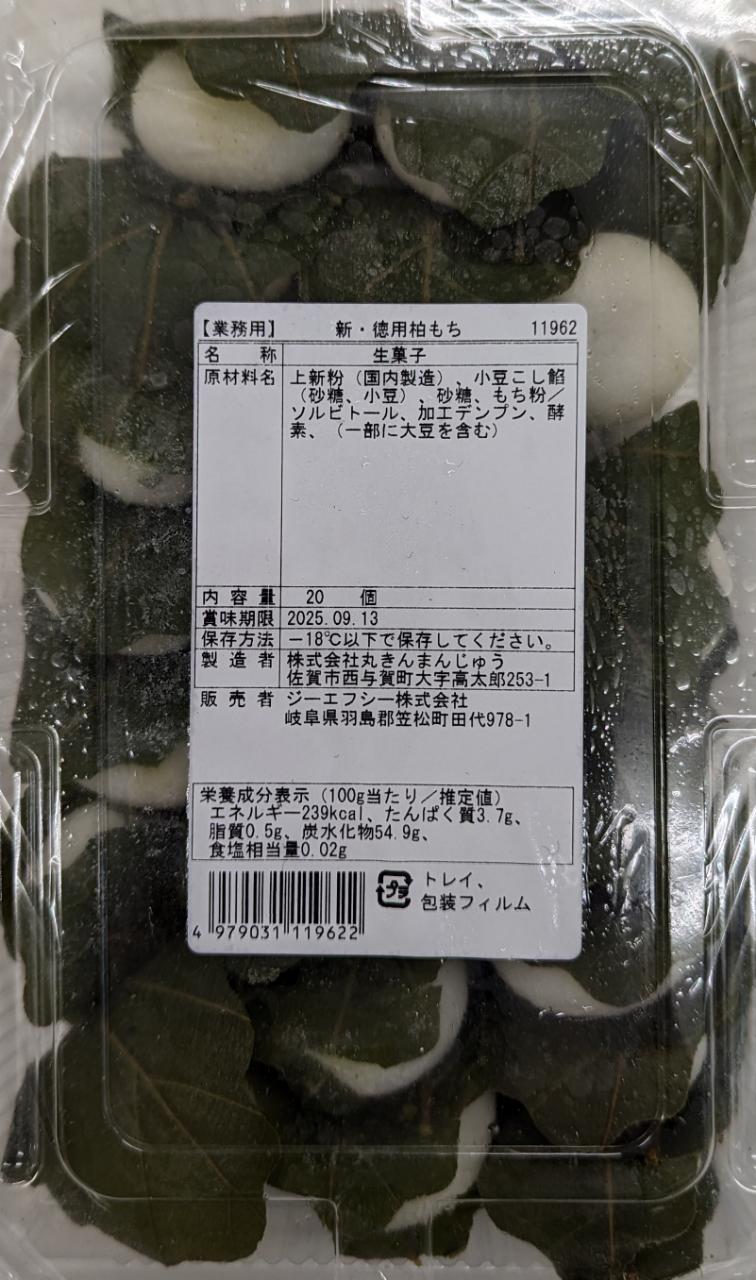 【業務用】 新・徳用柏もち 11962
名称 生菓子
原材料名 上新粉（国内製造）、小豆こし餡
（砂糖、小豆）、砂糖、もち粉／
ソルビトール、加工デンプン、酵
素、（一部に大豆を含む）
内容量 20 個
賞味期限 2025.09.13
保存方法 －18℃以下で保存してください。
製造者 株式会社丸きんまんじゅう
佐賀市西与賀町大字高太郎253-1
販売者 ジーエフシー株式会社
岐阜県羽島郡笠松町田代978-1
栄養成分表示（100g当たり／推定値）
エネルギー239kcal、たんぱく質3.7g、
脂質0.5g、炭水化物54.9g、
食塩相当量0.02g
プラ トレイ、
包装フィルム
4 979031 119622